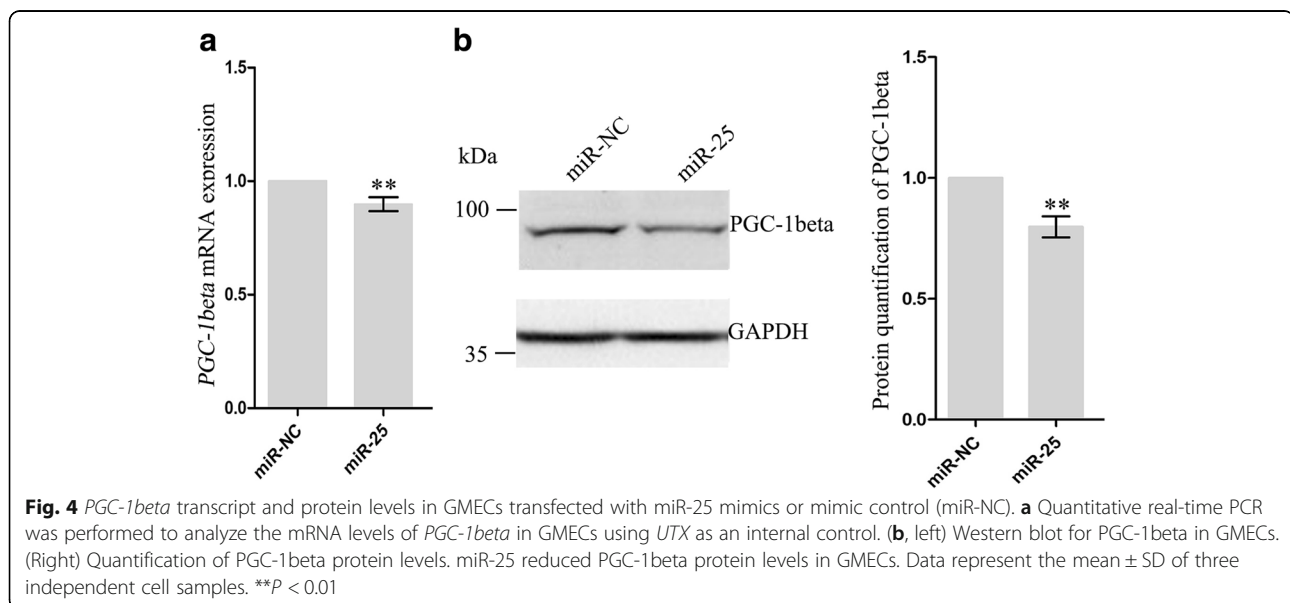 a
1.5
1.0
0.5
0.0
PGC-1beta mRNA expression
**
miR-NC
miR-25
b
kDa
miR-NC
miR-25
100
PGC-1beta
GAPDH
35
1.5
1.0
0.5
0.0
Protein quantification of PGC-1beta
**
miR-NC
miR-25
Fig. 4 PGC-1beta transcript and protein levels in GMECs transfected with miR-25 mimics or mimic control (miR-NC). a Quantitative real-time PCR
was performed to analyze the mRNA levels of PGC-1beta in GMECs using UTX as an internal control. (b, left) Western blot for PGC-1beta in GMECs.
(Right) Quantification of PGC-1beta protein levels. miR-25 reduced PGC-1beta protein levels in GMECs. Data represent the mean ± SD of three
independent cell samples. **P < 0.01